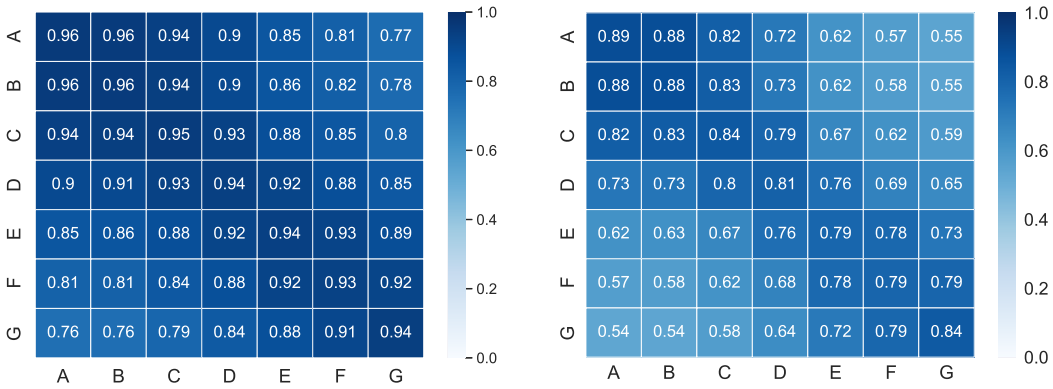 A 0.96 0.96 0.94 0.9 0.85 0.81 0.77 1.0
B 0.96 0.96 0.94 0.9 0.86 0.82 0.78 0.8
C 0.94 0.94 0.95 0.93 0.88 0.85 0.8 0.6
D 0.9 0.91 0.93 0.94 0.92 0.88 0.85
E 0.85 0.86 0.88 0.92 0.94 0.93 0.89 0.4
F 0.81 0.81 0.84 0.88 0.92 0.93 0.92 0.2
G 0.76 0.76 0.79 0.84 0.88 0.91 0.94 0.0
A B C D E F G
A 0.89 0.88 0.82 0.72 0.62 0.57 0.55 1.0
B 0.88 0.88 0.83 0.73 0.62 0.58 0.55 0.8
C 0.82 0.83 0.84 0.79 0.67 0.62 0.59 0.6
D 0.73 0.73 0.8 0.81 0.76 0.69 0.65
E 0.62 0.63 0.67 0.76 0.79 0.78 0.73 0.4
F 0.57 0.58 0.62 0.68 0.78 0.79 0.79 0.2
G 0.54 0.54 0.58 0.64 0.72 0.79 0.84 0.0
A B C D E F G